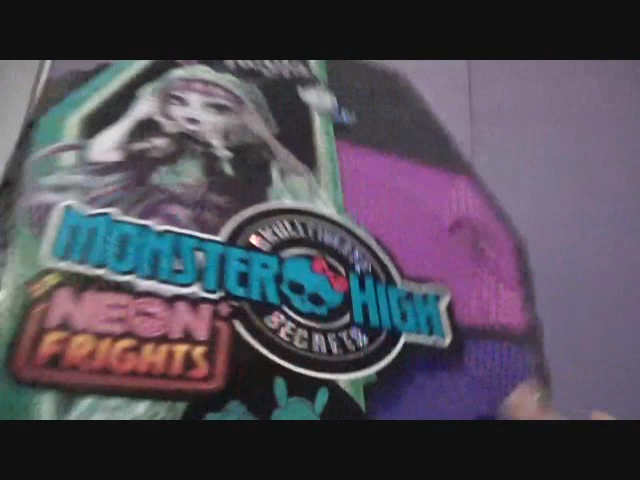 SKULLTIMATE
MONSTER HIGH
SECRETS
NEON
FRIGHTS